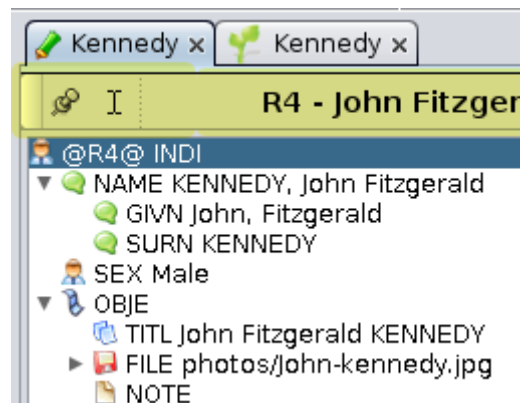 Kennedy x Kennedy x
R4 - John Fitzger
@R4@ INDI
NAME KENNEDY, John Fitzgerald
GIVN John, Fitzgerald
SURN KENNEDY
SEX Male
OBJE
TITL John Fitzgerald KENNEDY
FILE photos/John-kennedy.jpg
NOTE